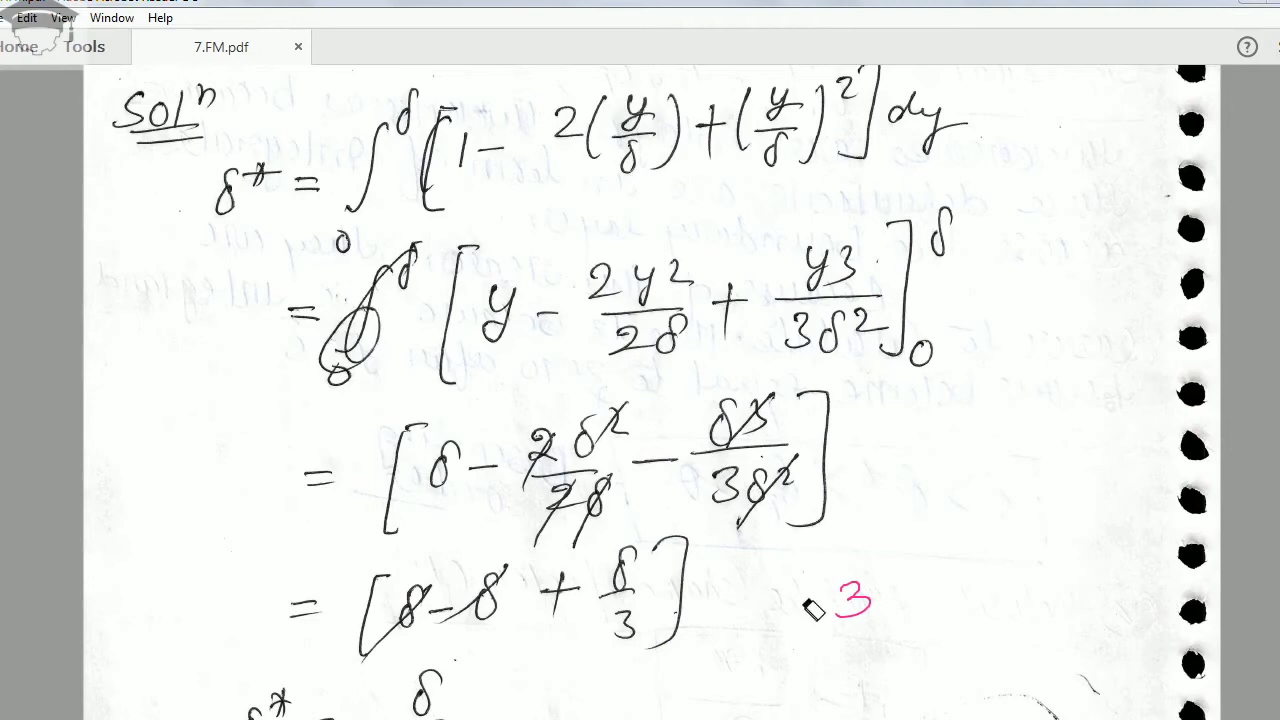 Edit View Window Help
Home Tools 7.FM.pdf × ?
Solⁿ
δ* = ∫₀^δ [1 - 2(y/δ) + (y/δ)²] dy
= [y - 2y²/2δ + y³/3δ²]₀^δ
= [δ - 2δ²/2δ - δ³/3δ²]
= [δ - δ + δ/3] 3
δ* = δ